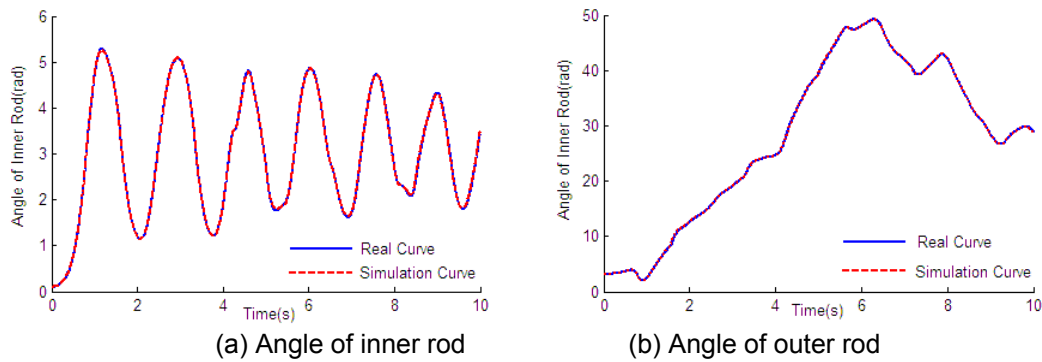 Angle of Inner Rod(rad)
6
5
4
3
2
1
0
0 2 4 6 8 10
Time(s)
Real Curve
Simulation Curve
(a) Angle of inner rod
Angle of Inner Rod(rad)
50
40
30
20
10
0
0 2 4 6 8 10
Time(s)
Real Curve
Simulation Curve
(b) Angle of outer rod